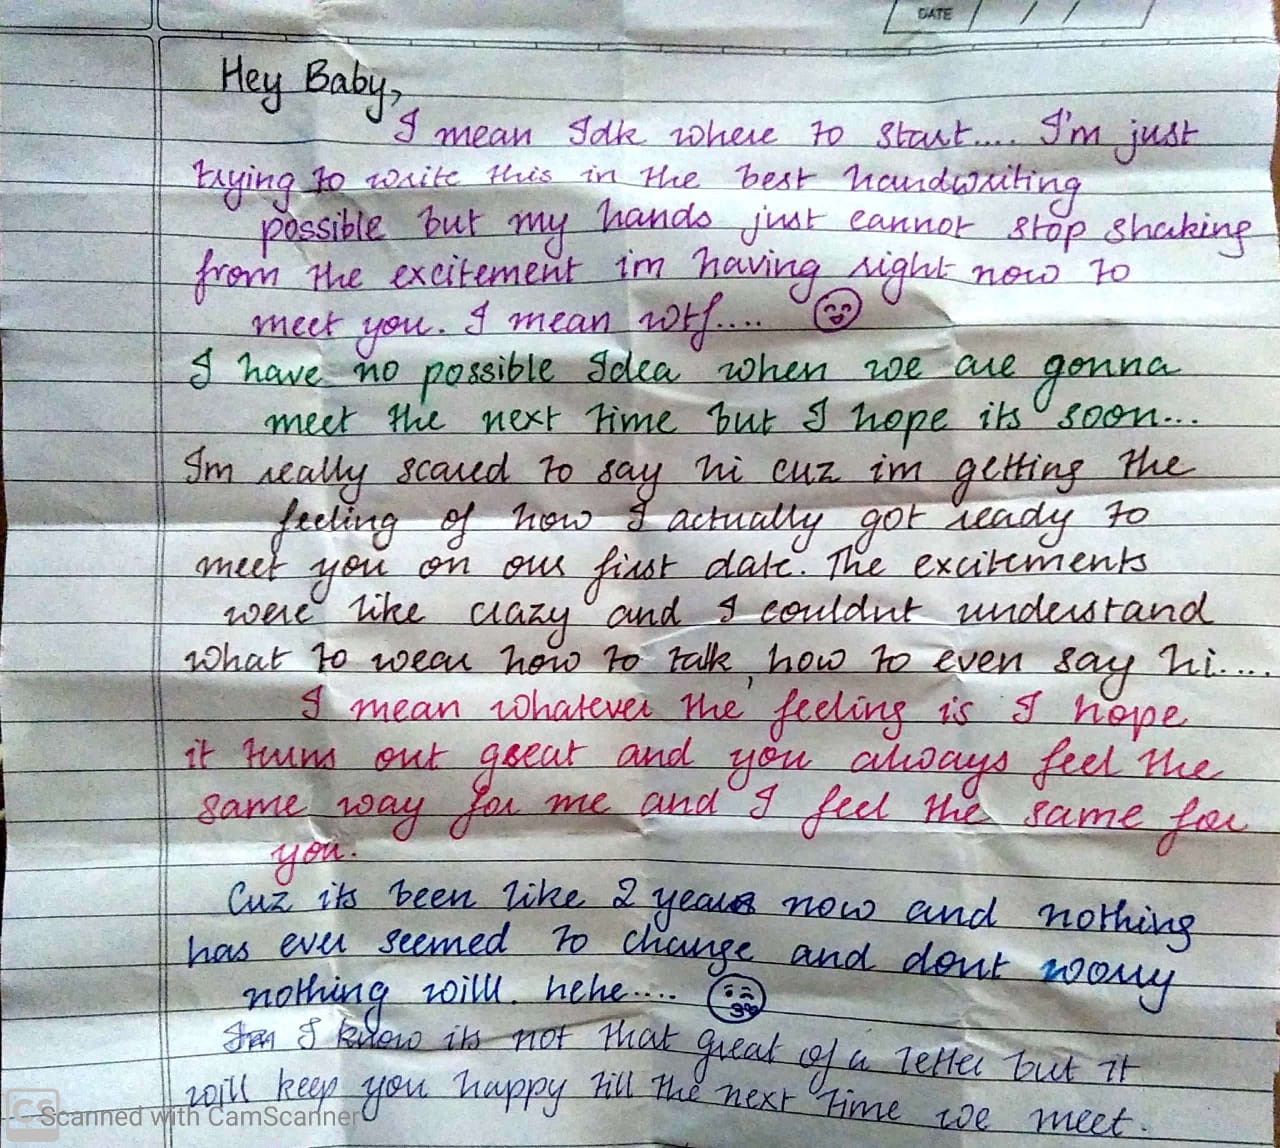 DATE / /
Hey Baby,
I mean Idk where to start.... I'm just
trying to write this in the best handwriting
possible but my hands just cannot stop shaking
from the excitement im having right now to
meet you. I mean wtf....
I have no possible Idea when we are gonna
meet the next time but I hope its soon...
Im really scared to say hi cuz im getting the
feeling of how I actually got ready to
meet you on our first date. The excitements
were like crazy and I couldnt understand
what to wear how to talk, how to even say hi....
I mean whatever the feeling is I hope
it turns out great and you always feel the
same way for me and I feel the same for
you.
Cuz its been like 2 years now and nothing
has ever seemed to change and dont worry
nothing will. hehe....
I know its not that great of a letter but it
will keep you happy till the next time we meet.
CS Scanned with CamScanner